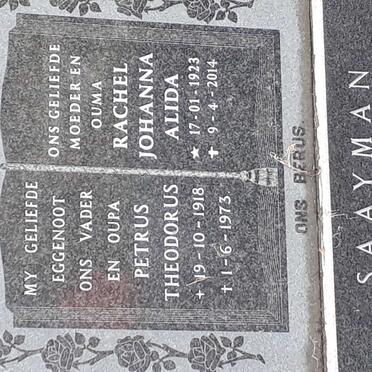 MY GELIEFDE
EGGENOOT
ONS VADER
EN OUPA
PETRUS
THEODORUS
19-10-1918
† 1-6-1973
ONS GELIEFDE
MOEDER EN
OUMA
RACHEL
JOHANNA
ALIDA
★ 17-01-1923
† 9-4-2014
ONS BERUS.
SAAYMAN